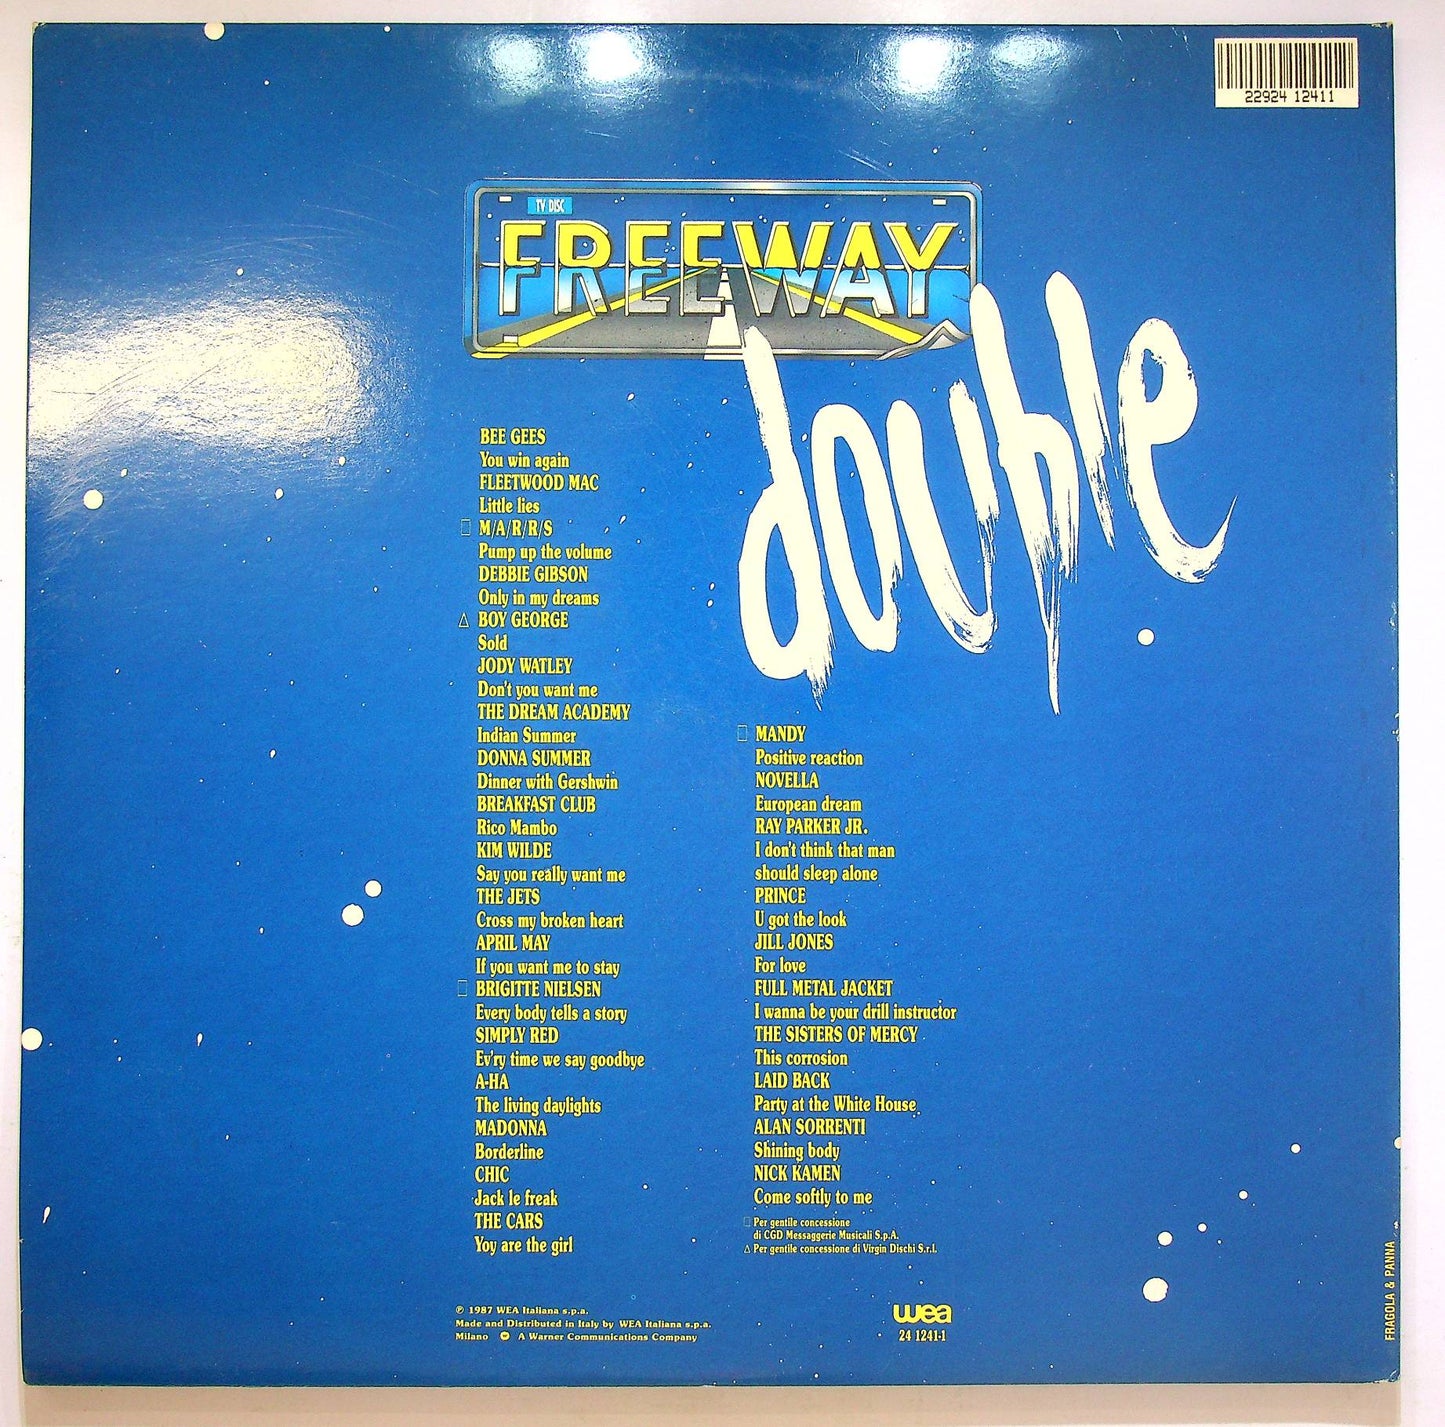 22924 12411
TV DISC
FREEWAY
double
BEE GEES
You win again
FLEETWOOD MAC
Little lies
M/A/R/R/S
Pump up the volume
DEBBIE GIBSON
Only in my dreams
△ BOY GEORGE
Sold
JODY WATLEY
Don't you want me
THE DREAM ACADEMY
Indian Summer
DONNA SUMMER
Dinner with Gershwin
BREAKFAST CLUB
Rico Mambo
KIM WILDE
Say you really want me
THE JETS
Cross my broken heart
APRIL MAY
If you want me to stay
BRIGITTE NIELSEN
Every body tells a story
SIMPLY RED
Ev'ry time we say goodbye
A-HA
The living daylights
MADONNA
Borderline
CHIC
Jack le freak
THE CARS
Yoy are the girl
MANDY
Positive reaction
NOVELLA
European dream
RAY PARKER JR.
I don't think that man
should sleep alone
PRINCE
U got the look
JILL JONES
For love
FULL METAL JACKET
I wanna be your drill instructor
THE SISTERS OF MERCY
This corrosion
LAID BACK
Party at the White House
ALAN SORRENTI
Shining body
NICK KAMEN
Come softly to me
Per gentile concessione
di CGD Messaggerie Musicali S.p.A.
△ Per gentile concessione di Virgin Dischi S.r.l.
℗ 1987 WEA Italiana s.p.a.
Made and Distributed in Italy by WEA Italiana s.p.a.
Milano A Warner Communications Company
wea
24 1241-1
FRAGOLA & PANNA